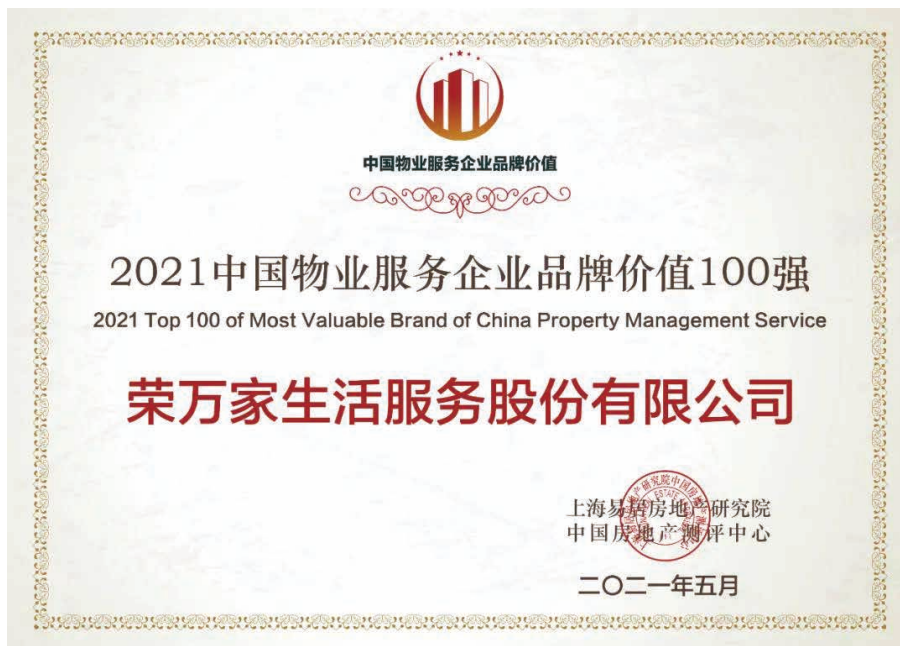 中国物业服务企业品牌价值
2021中国物业服务企业品牌价值100强
2021 Top 100 of Most Valuable Brand of China Property Management Service
荣万家生活服务股份有限公司
上海易居房地产研究院
中国房地产测评中心
二〇二一年五月